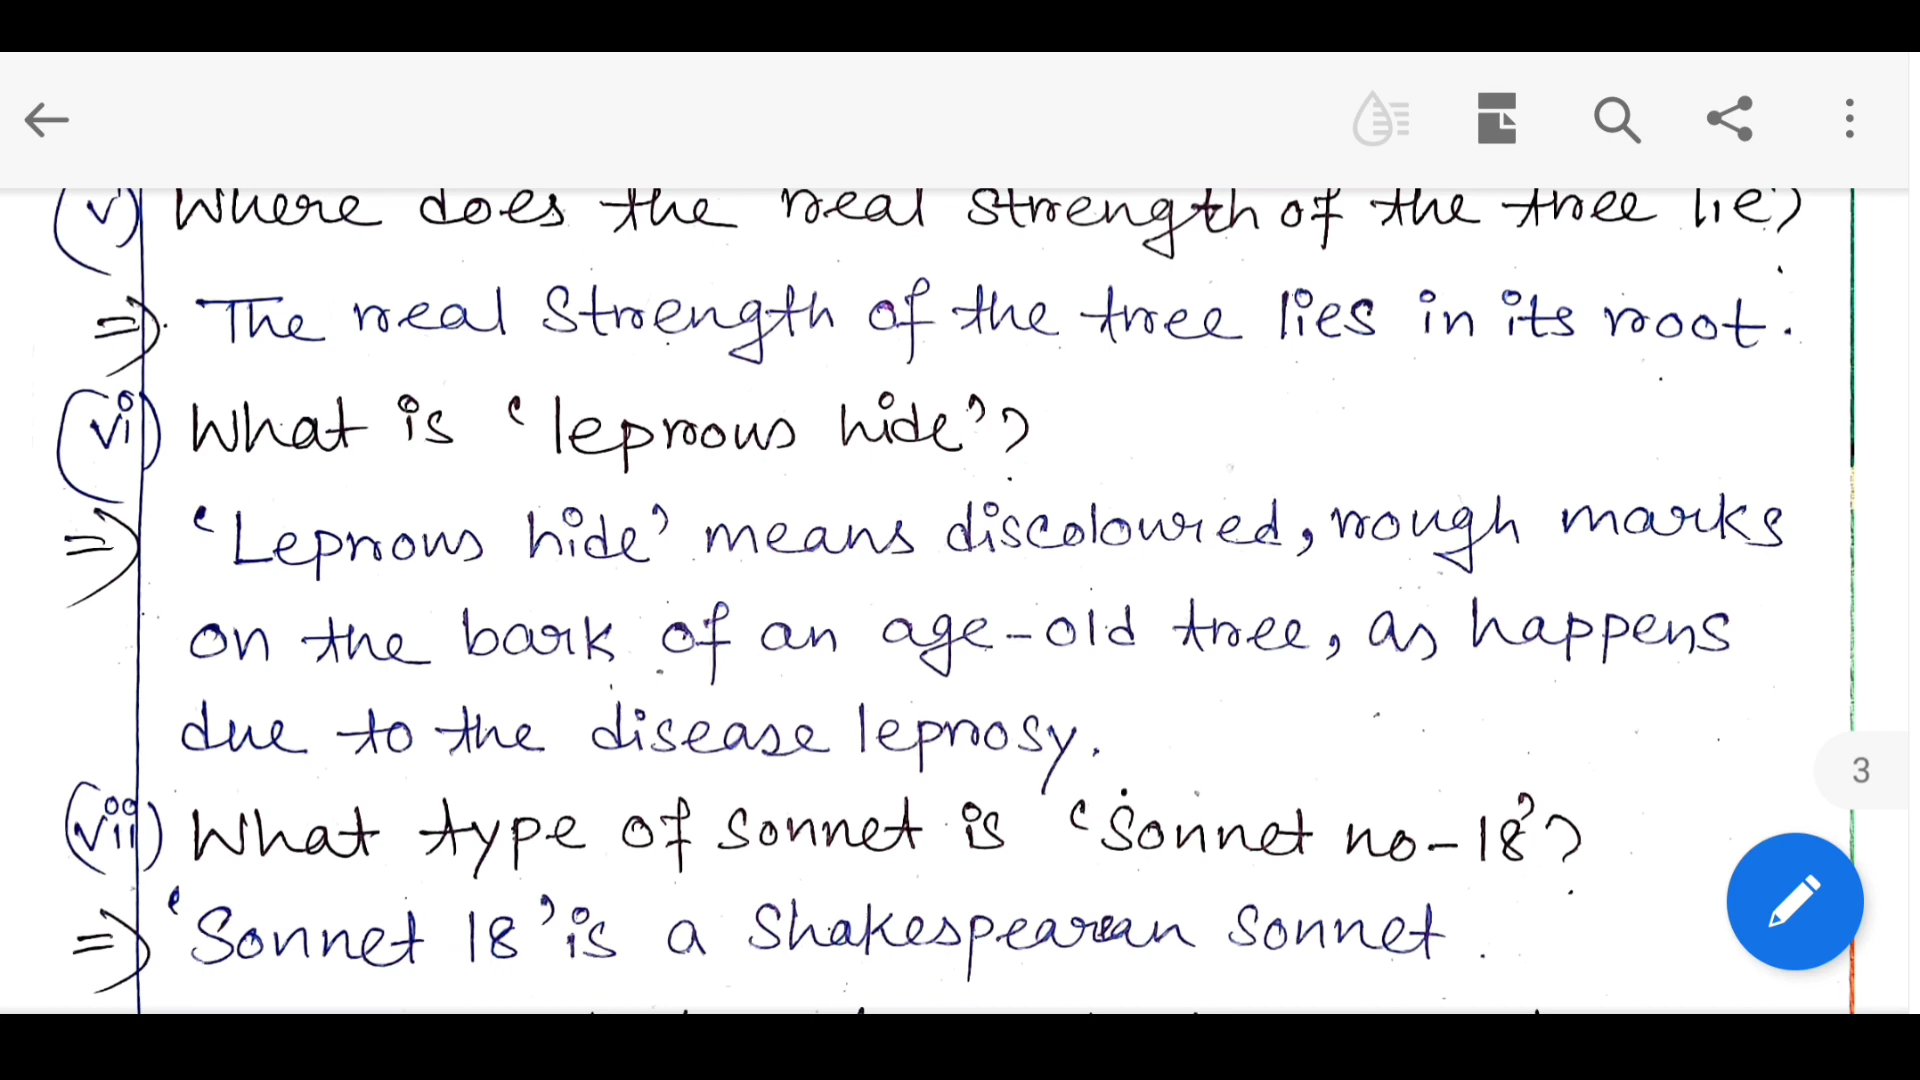 (v) Where does the real strength of the tree lie?
=> The real Strength of the tree lies in its root.
(vi) What is 'leprous hide'?
=> 'Leprous hide' means discoloured, rough marks
on the bark of an age-old tree, as happens
due to the disease leprosy.
3
(vii) What type of sonnet is 'Sonnet no-18'?
=> 'Sonnet 18' is a Shakespearean Sonnet.